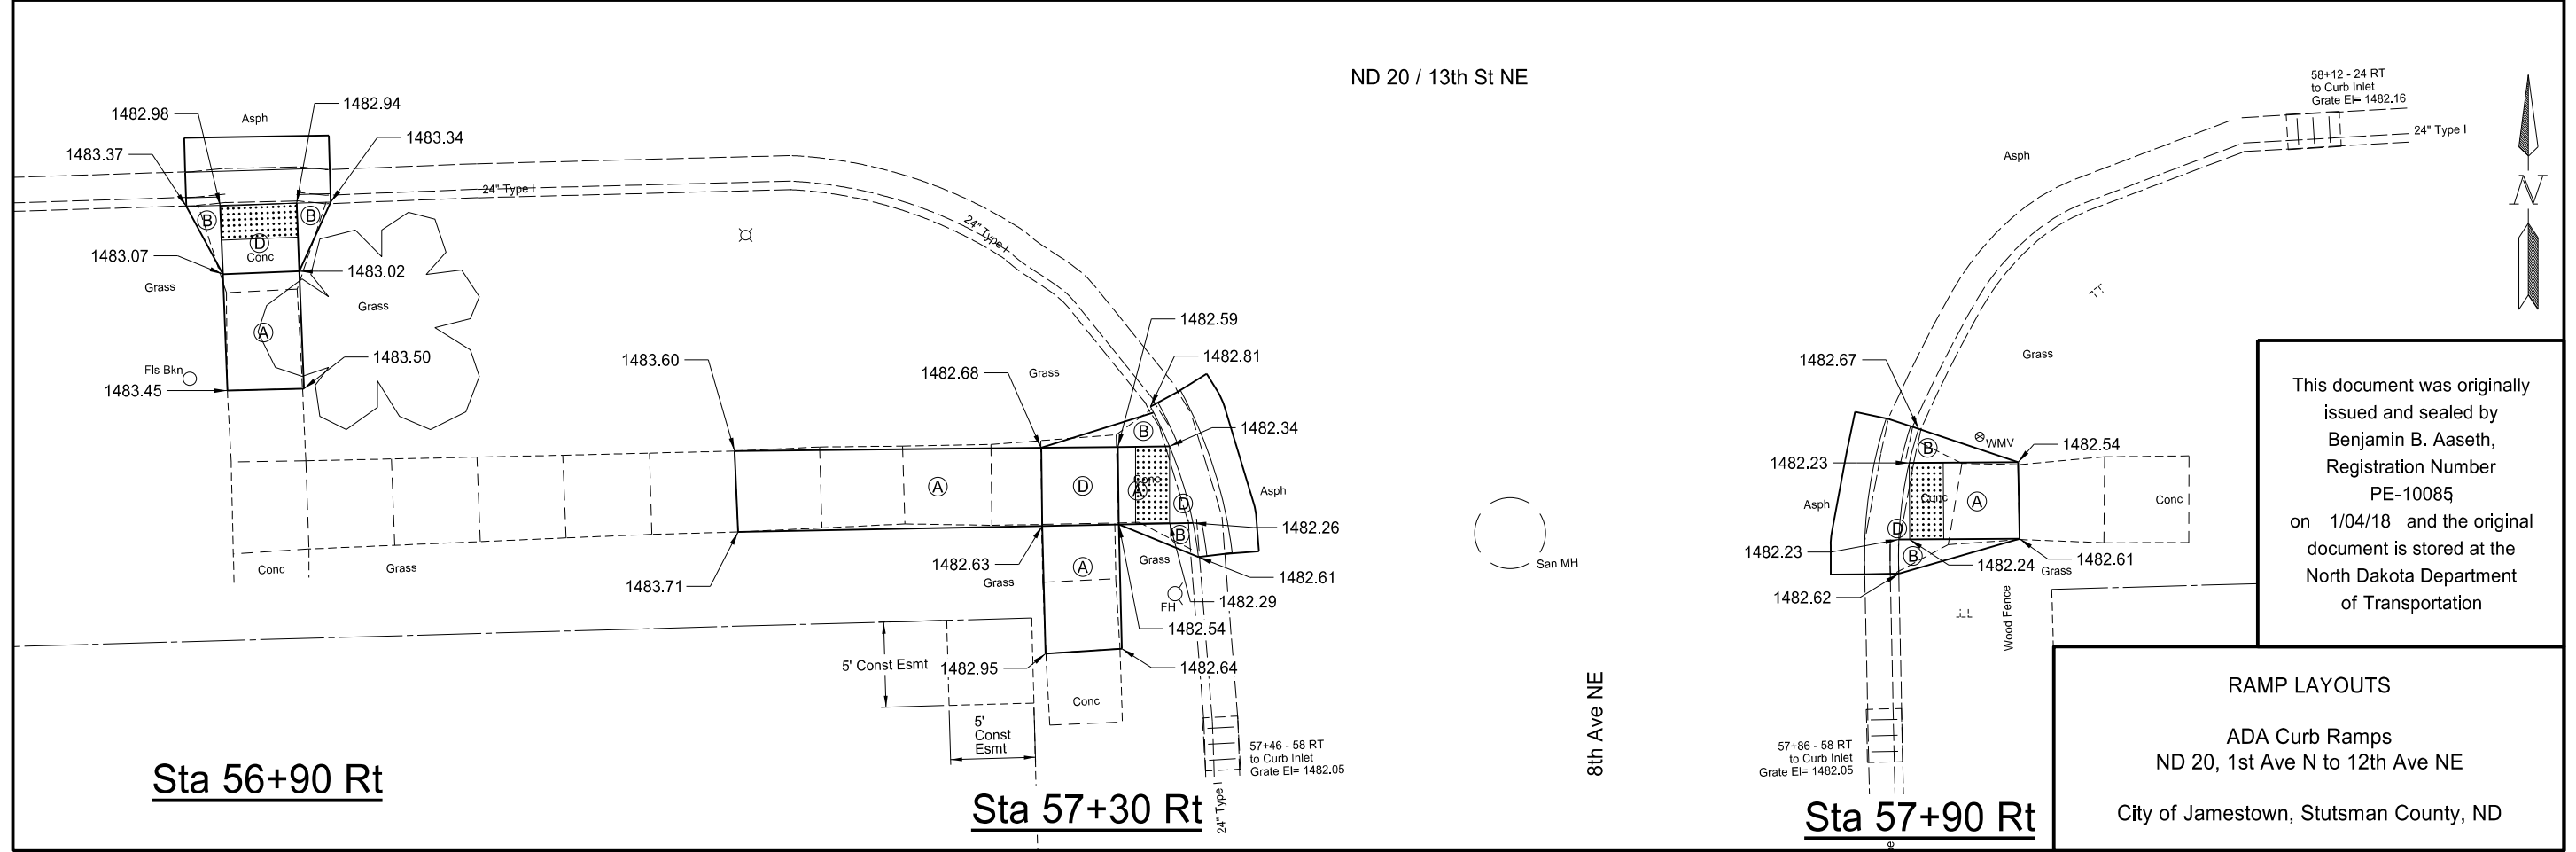 ND 20 / 13th St NE
58+12 - 24 RT
to Curb Inlet
Grate El= 1482.16
24" Type I
Asph
N
1482.98
1482.94
Asph
1483.34
1483.37
24" Type I
B
B
D
Conc
1483.07
1483.02
Grass
Grass
A
1483.50
Fls Bkn
1483.45
24" Type I
1482.59
1482.81
1483.60
1482.68
Grass
1482.34
B
A
D
A
Conc
D
B
Asph
1482.26
1482.63
Grass
1483.71
A
Grass
1482.61
FH
1482.29
1482.54
Conc
Grass
5' Const Esmt
1482.95
1482.64
Conc
5'
Const
Esmt
57+46 - 58 RT
to Curb Inlet
Grate El= 1482.05
24" Type I
San MH
8th Ave NE
Grass
1482.67
WMV
1482.54
B
1482.23
Asph
Conc
A
Conc
D
1482.23
B
1482.24
Grass
1482.61
1482.62
Wood Fence
57+86 - 58 RT
to Curb Inlet
Grate El= 1482.05
Sta 56+90 Rt
Sta 57+30 Rt
Sta 57+90 Rt
This document was originally
issued and sealed by
Benjamin B. Aaseth,
Registration Number
PE-10085,
on 1/04/18 and the original
document is stored at the
North Dakota Department
of Transportation
RAMP LAYOUTS
ADA Curb Ramps
ND 20, 1st Ave N to 12th Ave NE
City of Jamestown, Stutsman County, ND